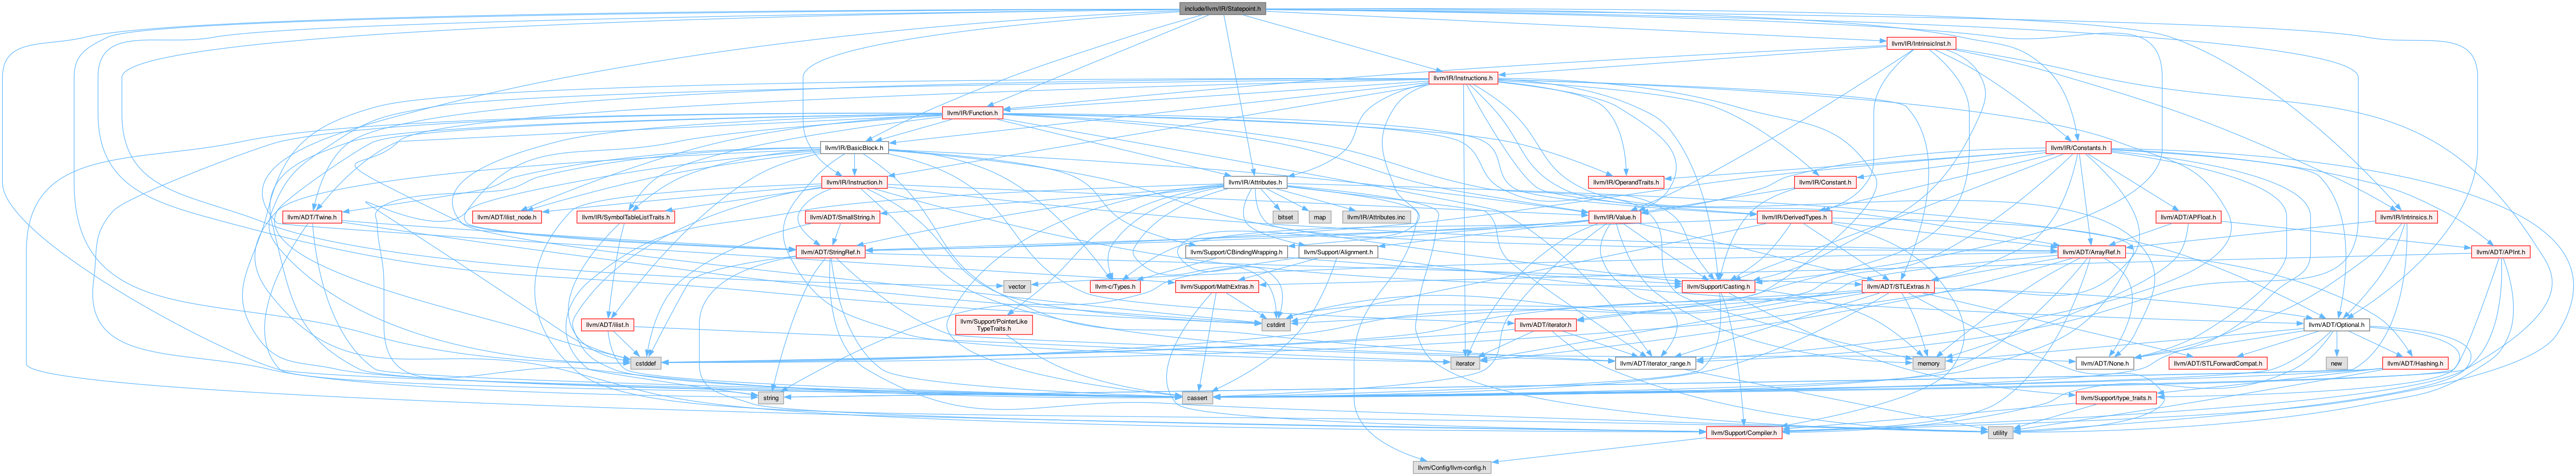 include/llvm/IR/Statepoint.h
llvm/IR/IntrinsicInst.h
llvm/IR/Instructions.h
llvm/IR/Function.h
llvm/IR/BasicBlock.h
llvm/IR/Constants.h
llvm/IR/Instruction.h
llvm/IR/Attributes.h
llvm/IR/OperandTraits.h
llvm/IR/Constant.h
llvm/ADT/Twine.h
llvm/ADT/ilist_node.h
llvm/IR/SymbolTableListTraits.h
llvm/ADT/SmallString.h
bitset
map
llvm/IR/Attributes.inc
llvm/IR/Value.h
llvm/IR/DerivedTypes.h
llvm/ADT/APFloat.h
llvm/IR/Intrinsics.h
llvm/ADT/StringRef.h
llvm/Support/CBindingWrapping.h
llvm/Support/Alignment.h
llvm/ADT/ArrayRef.h
llvm/ADT/APInt.h
vector
llvm-c/Types.h
llvm/Support/MathExtras.h
llvm/Support/Casting.h
llvm/ADT/STLExtras.h
llvm/ADT/ilist.h
llvm/Support/PointerLike
TypeTraits.h
cstdint
llvm/ADT/iterator.h
llvm/ADT/Optional.h
cstddef
iterator
llvm/ADT/iterator_range.h
memory
llvm/ADT/None.h
llvm/ADT/STLForwardCompat.h
new
llvm/ADT/Hashing.h
string
cassert
llvm/Support/type_traits.h
llvm/Support/Compiler.h
utility
llvm/Config/llvm-config.h